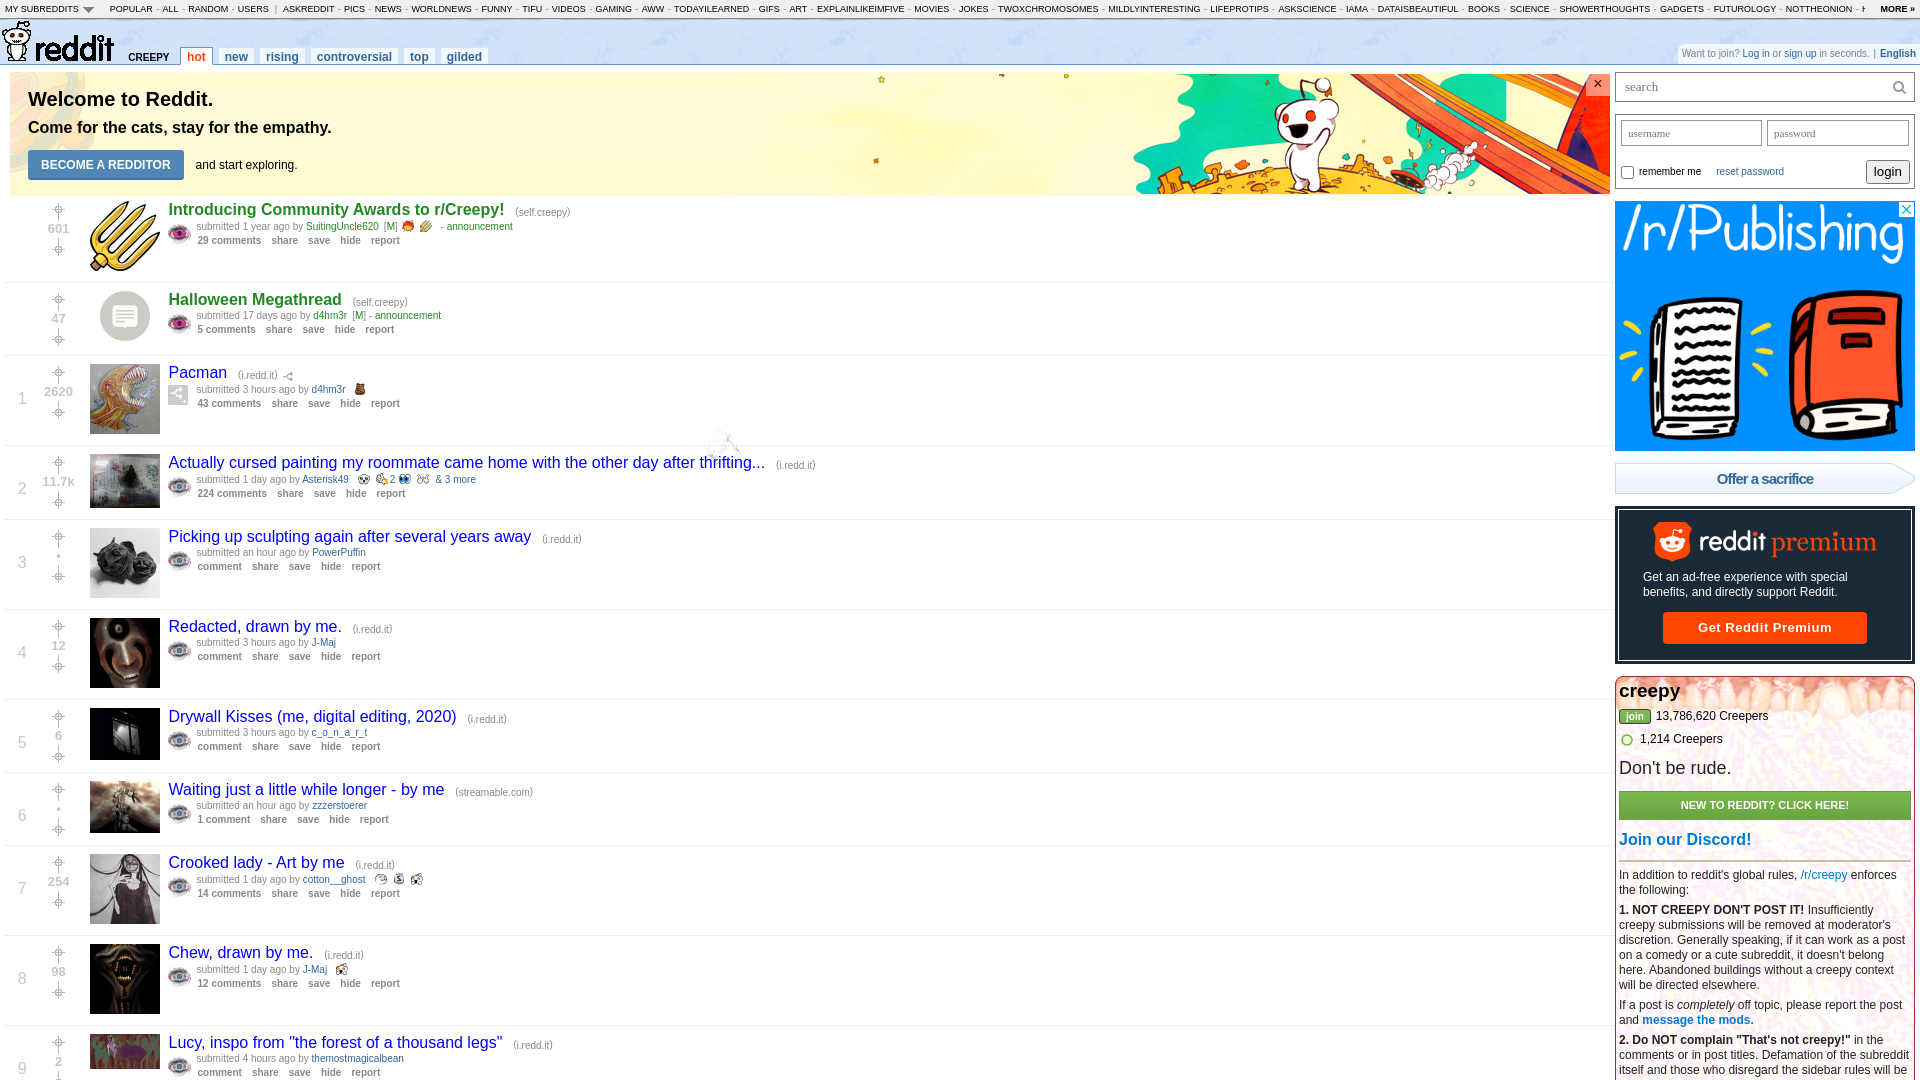 MY SUBREDDITS POPULAR - ALL - RANDOM - USERS | ASKREDDIT - PICS - NEWS - WORLDNEWS - FUNNY - TIFU - VIDEOS - GAMING - AWW - TODAYILEARNED - GIFS - ART - EXPLAINLIKEIMFIVE - MOVIES - JOKES - TWOXCHROMOSOMES - MILDLYINTERESTING - LIFEPROTIPS - ASKSCIENCE - IAMA - DATAISBEAUTIFUL - BOOKS - SCIENCE - SHOWERTHOUGHTS - GADGETS - FUTUROLOGY - NOTTHEONION - MORE »
reddit CREEPY hot new rising controversial top gilded
Want to join? Log in or sign up in seconds. | English
Welcome to Reddit.
Come for the cats, stay for the empathy.
BECOME A REDDITOR and start exploring.
×
601
Introducing Community Awards to r/Creepy! (self.creepy)
submitted 1 year ago by SuitingUncle620 [M] - announcement
29 comments share save hide report
47
Halloween Megathread (self.creepy)
submitted 17 days ago by d4hm3r [M] - announcement
5 comments share save hide report
1
2620
Pacman (i.redd.it)
submitted 3 hours ago by d4hm3r
43 comments share save hide report
2
11.7k
Actually cursed painting my roommate came home with the other day after thrifting... (i.redd.it)
submitted 1 day ago by Asterisk49 2 & 3 more
224 comments share save hide report
3
•
Picking up sculpting again after several years away (i.redd.it)
submitted an hour ago by PowerPuffin
comment share save hide report
4
12
Redacted, drawn by me. (i.redd.it)
submitted 3 hours ago by J-Maj
comment share save hide report
5
6
Drywall Kisses (me, digital editing, 2020) (i.redd.it)
submitted 3 hours ago by c_o_n_a_r_t
comment share save hide report
6
•
Waiting just a little while longer - by me (streamable.com)
submitted an hour ago by zzzerstoerer
1 comment share save hide report
7
254
Crooked lady - Art by me (i.redd.it)
submitted 1 day ago by cotton__ghost
14 comments share save hide report
8
98
Chew, drawn by me. (i.redd.it)
submitted 1 day ago by J-Maj
12 comments share save hide report
9
2
Lucy, inspo from "the forest of a thousand legs" (i.redd.it)
submitted 4 hours ago by themostmagicalbean
comment share save hide report
search
username password
remember me reset password login
/r/Publishing
Offer a sacrifice
reddit premium
Get an ad-free experience with special
benefits, and directly support Reddit.
Get Reddit Premium
creepy
join 13,786,620 Creepers
1,214 Creepers
Don't be rude.
NEW TO REDDIT? CLICK HERE!
Join our Discord!
In addition to reddit's global rules, /r/creepy enforces
the following:
1. NOT CREEPY DON'T POST IT! Insufficiently
creepy submissions will be removed at moderator's
discretion. Generally speaking, if it can work as a post
on a comedy or a cute subreddit, it doesn't belong
here. Abandoned buildings without a creepy context
will be directed elsewhere.
If a post is completely off topic, please report the post
and message the mods.
2. Do NOT complain "That's not creepy!" in the
comments or in post titles. Defamation of the subreddit
itself and those who disregard the sidebar rules will be